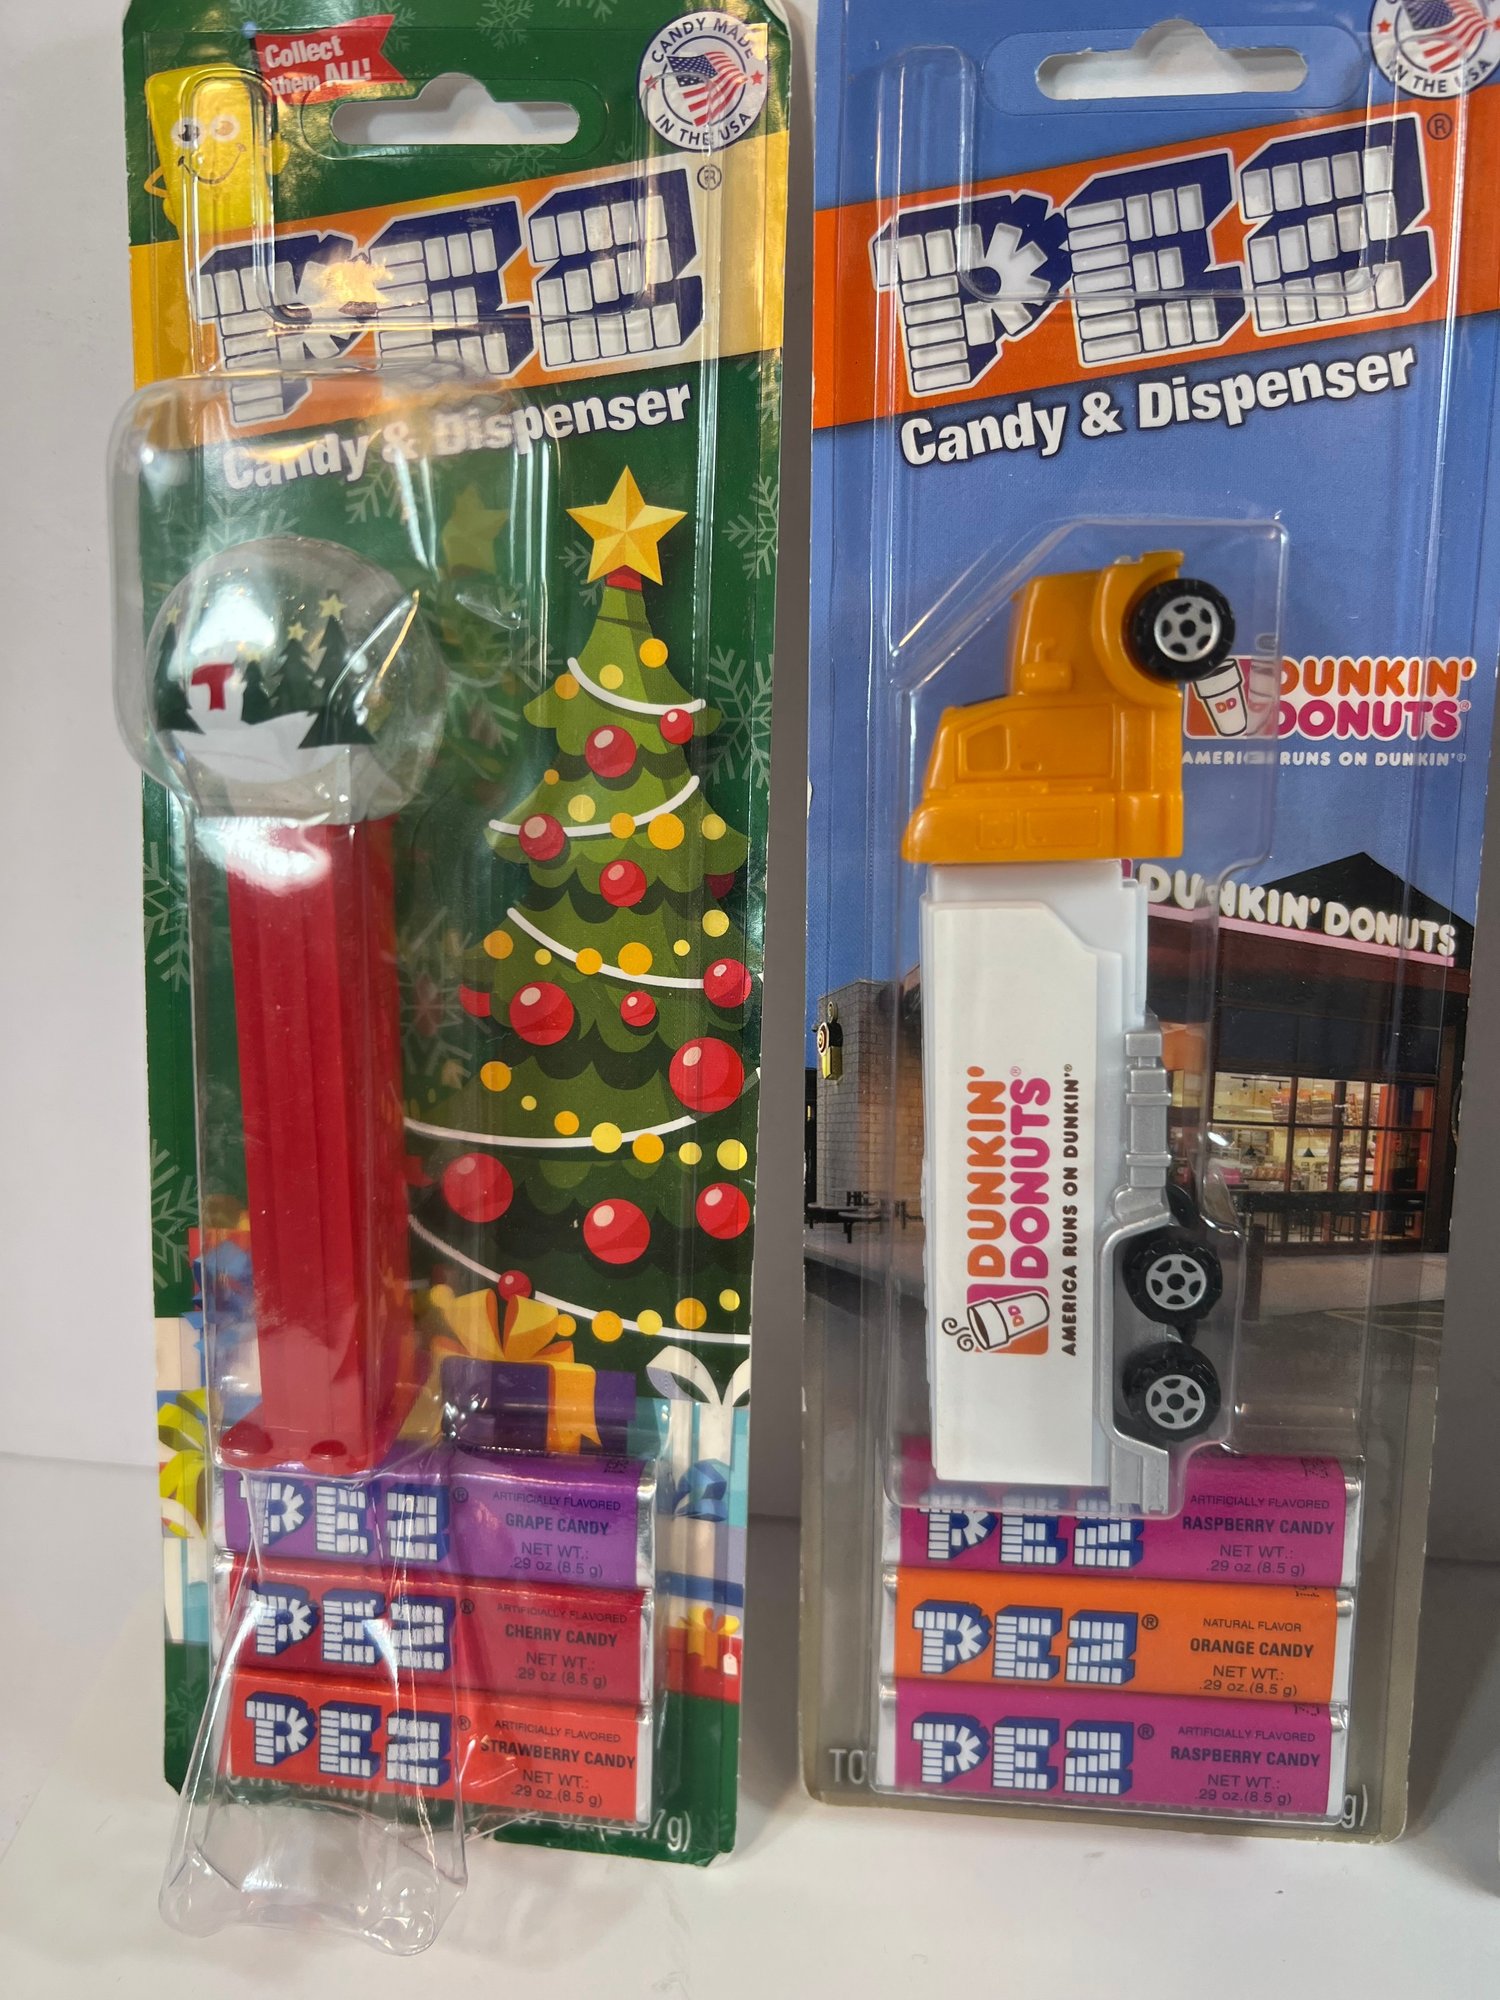 Collect
them ALL!
CANDY MADE
IN THE USA
PEZ®
Candy & Dispenser
PEZ®
ARTIFICIALLY FLAVORED
GRAPE CANDY
NET WT.:
.29 oz.(8.5 g)
PEZ®
ARTIFICIALLY FLAVORED
CHERRY CANDY
NET WT.:
.29 oz.(8.5 g)
PEZ®
ARTIFICIALLY FLAVORED
STRAWBERRY CANDY
NET WT.:
.29 oz.(8.5 g)
IN THE USA
PEZ®
Candy & Dispenser
DUNKIN'
DONUTS®
AMERICA RUNS ON DUNKIN'®
DD
DUNKIN' DONUTS
DUNKIN'
DONUTS®
AMERICA RUNS ON DUNKIN'®
DD
PEZ
ARTIFICIALLY FLAVORED
RASPBERRY CANDY
NET WT.:
.29 oz.(8.5 g)
PEZ®
NATURAL FLAVOR
ORANGE CANDY
NET WT.:
.29 oz.(8.5 g)
PEZ®
ARTIFICIALLY FLAVORED
RASPBERRY CANDY
NET WT.:
.29 oz.(8.5 g)